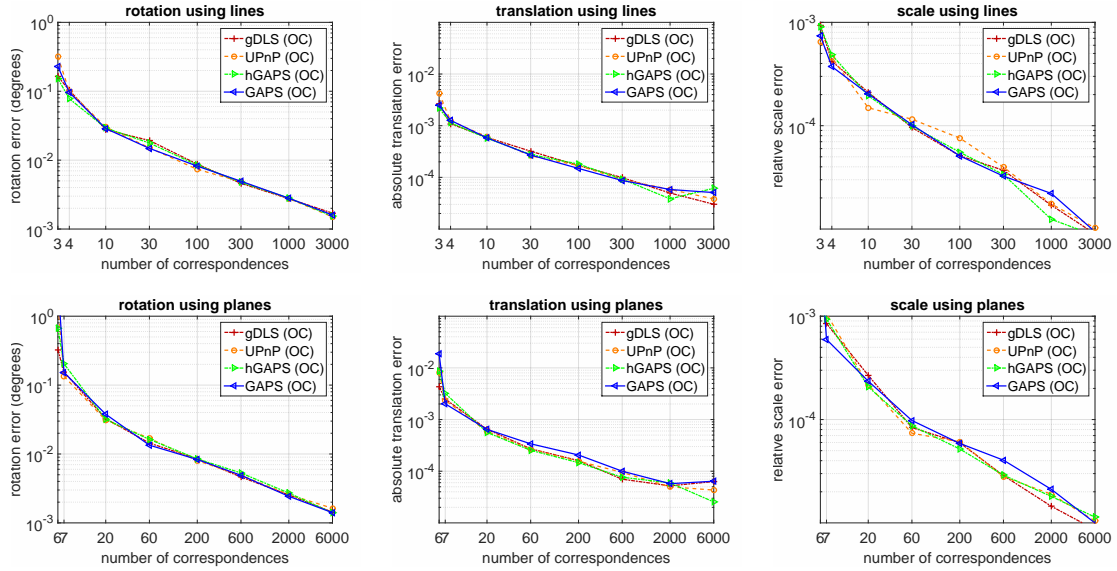 rotation using lines
rotation error (degrees)
10^0
10^-1
10^-2
10^-3
gDLS (OC)
UPnP (OC)
hGAPS (OC)
GAPS (OC)
3 4 10 30 100 300 1000 3000
number of correspondences
translation using lines
absolute translation error
10^-2
10^-3
10^-4
gDLS (OC)
UPnP (OC)
hGAPS (OC)
GAPS (OC)
3 4 10 30 100 300 1000 3000
number of correspondences
scale using lines
relative scale error
10^-3
10^-4
gDLS (OC)
UPnP (OC)
hGAPS (OC)
GAPS (OC)
3 4 10 30 100 300 1000 3000
number of correspondences
rotation using planes
rotation error (degrees)
10^0
10^-1
10^-2
10^-3
gDLS (OC)
UPnP (OC)
hGAPS (OC)
GAPS (OC)
6 7 20 60 200 600 2000 6000
number of correspondences
translation using planes
absolute translation error
10^-2
10^-3
10^-4
gDLS (OC)
UPnP (OC)
hGAPS (OC)
GAPS (OC)
6 7 20 60 200 600 2000 6000
number of correspondences
scale using planes
relative scale error
10^-3
10^-4
gDLS (OC)
UPnP (OC)
hGAPS (OC)
GAPS (OC)
6 7 20 60 200 600 2000 6000
number of correspondences